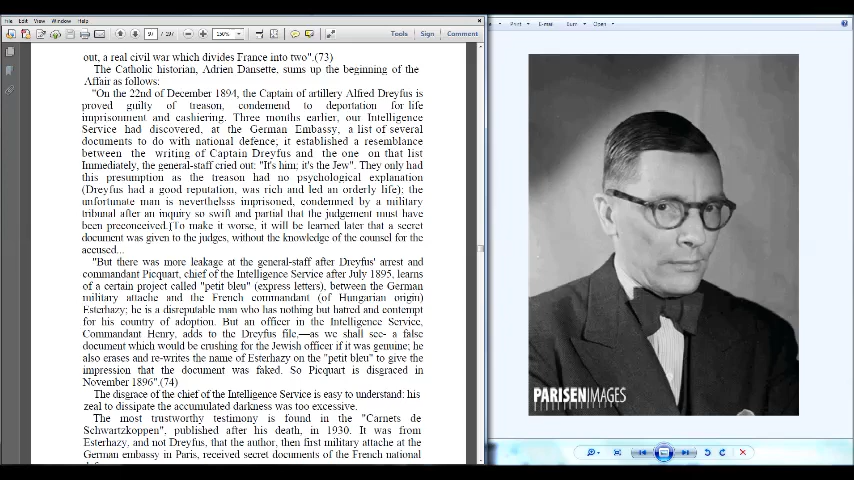 File Edit View Window Help
97 / 197 150% Tools Sign Comment
out, a real civil war which divides France into two".(73)
The Catholic historian, Adrien Dansette, sums up the beginning of the
Affair as follows:
"On the 22nd of December 1894, the Captain of artillery Alfred Dreyfus is
proved guilty of treason, condemend to deportation for life
imprisonment and cashiering. Three months earlier, our Intelligence
Service had discovered, at the German Embassy, a list of several
documents to do with national defence; it established a resemblance
between the writing of Captain Dreyfus and the one on that list
Immediately, the general-staff cried out: "It's him; it's the Jew". They only had
this presumption as the treason had no psychological explanation
(Dreyfus had a good reputation, was rich and led an orderly life); the
unfortunate man is neverthelsss imprisoned, condemned by a military
tribunal after an inquiry so swift and partial that the judgement must have
been preconceived.[To make it worse, it will be learned later that a secret
document was given to the judges, without the knowledge of the counsel for the
accused...
"But there was more leakage at the general-staff after Dreyfus' arrest and
commandant Picquart, chief of the Intelligence Service after July 1895, learns
of a certain project called "petit bleu" (express letters), between the German
military attache and the French commandant (of Hungarian origin)
Esterhazy; he is a disreputable man who has nothing but hatred and contempt
for his country of adoption. But an officer in the Intelligence Service,
Commandant Henry, adds to the Dreyfus file,—as we shall see- a false
document which would be crushing for the Jewish officer if it was genuine; he
also erases and re-writes the name of Esterhazy on the "petit bleu" to give the
impression that the document was faked. So Picquart is disgraced in
November 1896".(74)
The disgrace of the chief of the Intelligence Service is easy to understand: his
zeal to dissipate the accumulated darkness was too excessive.
The most trustworthy testimony is found in the "Carnets de
Schwartzkoppen", published after his death, in 1930. It was from
Esterhazy, and not Dreyfus, that the author, then first military attache at the
German embassy in Paris, received secret documents of the French national
Print E-mail Burn Open
PARISENIMAGES